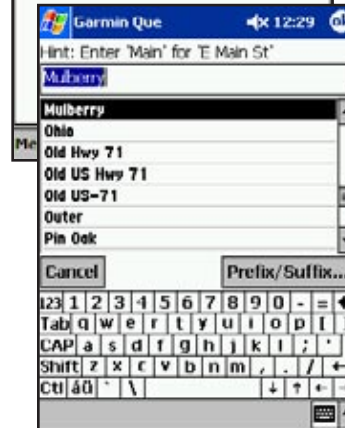 Garmin Que 12:29 ok
Hint: Enter 'Main' for 'E Main St'
Mulberry
Mulberry
Ohio
Old Hwy 71
Old US Hwy 71
Old US-71
Outer
Pin Oak
Me
Cancel Prefix/Suffix...
123 1 2 3 4 5 6 7 8 9 0 - =
Tab q w e r t y u i o p [
CAP a s d f g h j k l ; '
Shift z x c v b n m , . /
Ctl áü ` \